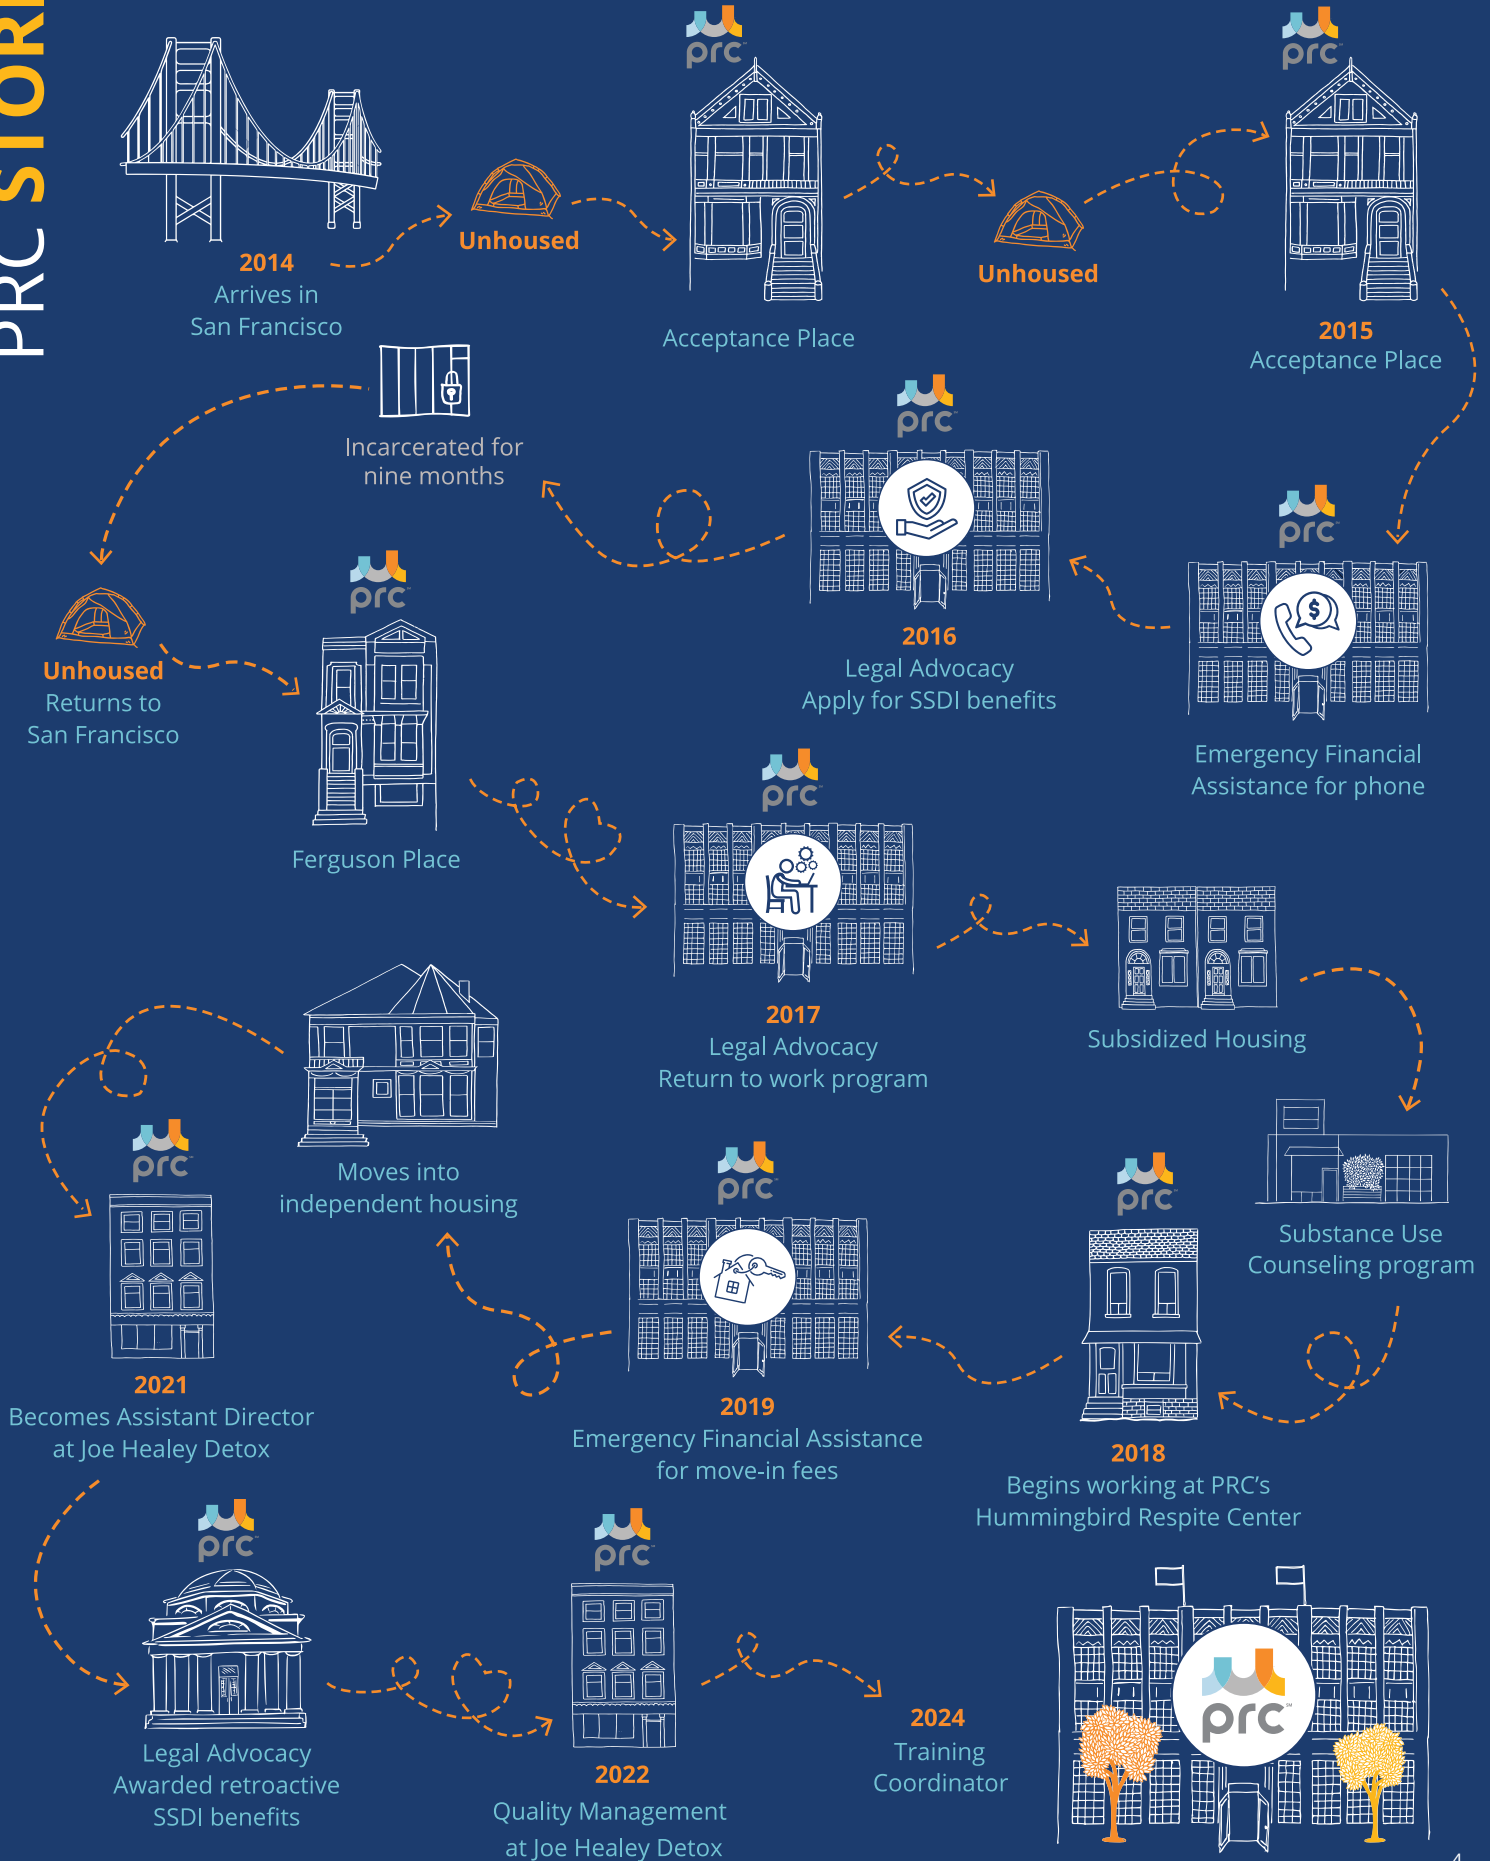 PRC STORI
prc
prc
2014
Arrives in
San Francisco
Unhoused
Acceptance Place
Unhoused
2015
Acceptance Place
prc
Emergency Financial
Assistance for phone
prc
2016
Legal Advocacy
Apply for SSDI benefits
Incarcerated for
nine months
Unhoused
Returns to
San Francisco
prc
Ferguson Place
prc
2017
Legal Advocacy
Return to work program
Subsidized Housing
Substance Use
Counseling program
prc
2018
Begins working at PRC’s
Hummingbird Respite Center
prc
2019
Emergency Financial Assistance
for move-in fees
Moves into
independent housing
prc
2021
Becomes Assistant Director
at Joe Healey Detox
prc
Legal Advocacy
Awarded retroactive
SSDI benefits
prc
2022
Quality Management
at Joe Healey Detox
2024
Training
Coordinator
prc
$